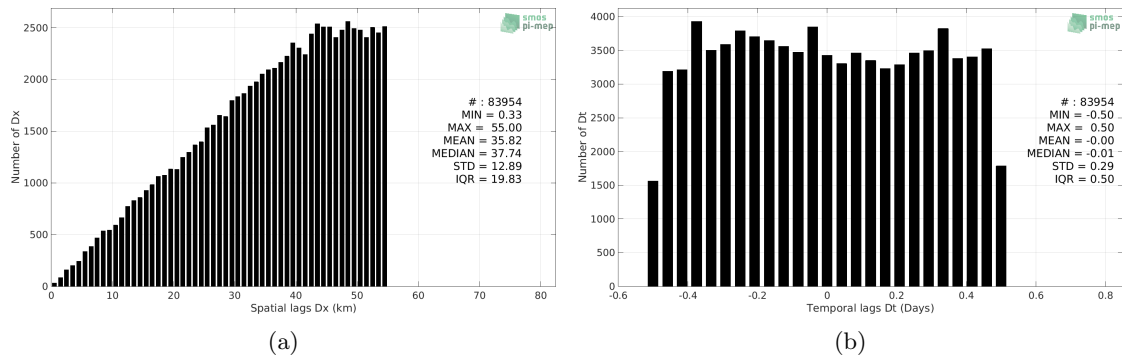 smos
pi-mep
2500
2000
1500
1000
500
0
Number of Dx
# : 83954
MIN = 0.33
MAX = 55.00
MEAN = 35.82
MEDIAN = 37.74
STD = 12.89
IQR = 19.83
0 10 20 30 40 50 60 70 80
Spatial lags Dx (km)
(a)
smos
pi-mep
4000
3500
3000
2500
2000
1500
1000
500
0
Number of Dt
# : 83954
MIN = -0.50
MAX = 0.50
MEAN = -0.00
MEDIAN = -0.01
STD = 0.29
IQR = 0.50
-0.6 -0.4 -0.2 0 0.2 0.4 0.6 0.8
Temporal lags Dt (Days)
(b)